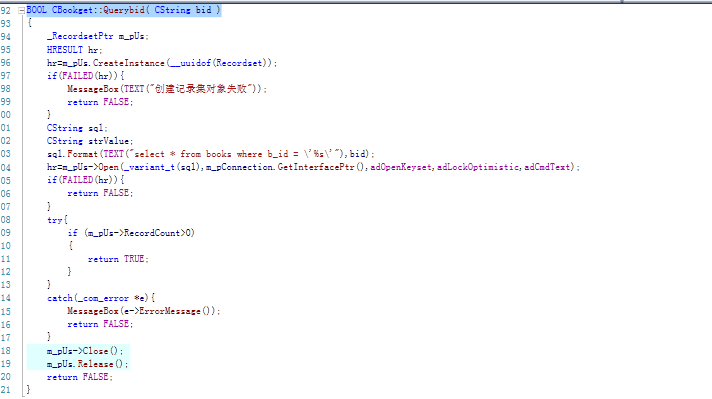 92 BOOL CBookget::Querybid( CString bid )
93 {
94 _RecordsetPtr m_pUs;
95 HRESULT hr;
96 hr=m_pUs.CreateInstance(__uuidof(Recordset));
97 if(FAILED(hr)){
98 MessageBox(TEXT("创建记录集对象失败"));
99 return FALSE;
00 }
01 CString sql;
02 CString strValue;
03 sql.Format(TEXT("select * from books where b_id = \'%s\'"),bid);
04 hr=m_pUs->Open(_variant_t(sql),m_pConnection.GetInterfacePtr(),adOpenKeyset,adLockOptimistic,adCmdText);
05 if(FAILED(hr)){
06 return FALSE;
07 }
08 try{
09 if (m_pUs->RecordCount>0)
10 {
11 return TRUE;
12 }
13 }
14 catch(_com_error *e){
15 MessageBox(e->ErrorMessage());
16 return FALSE;
17 }
18 m_pUs->Close();
19 m_pUs.Release();
20 return FALSE;
21 }